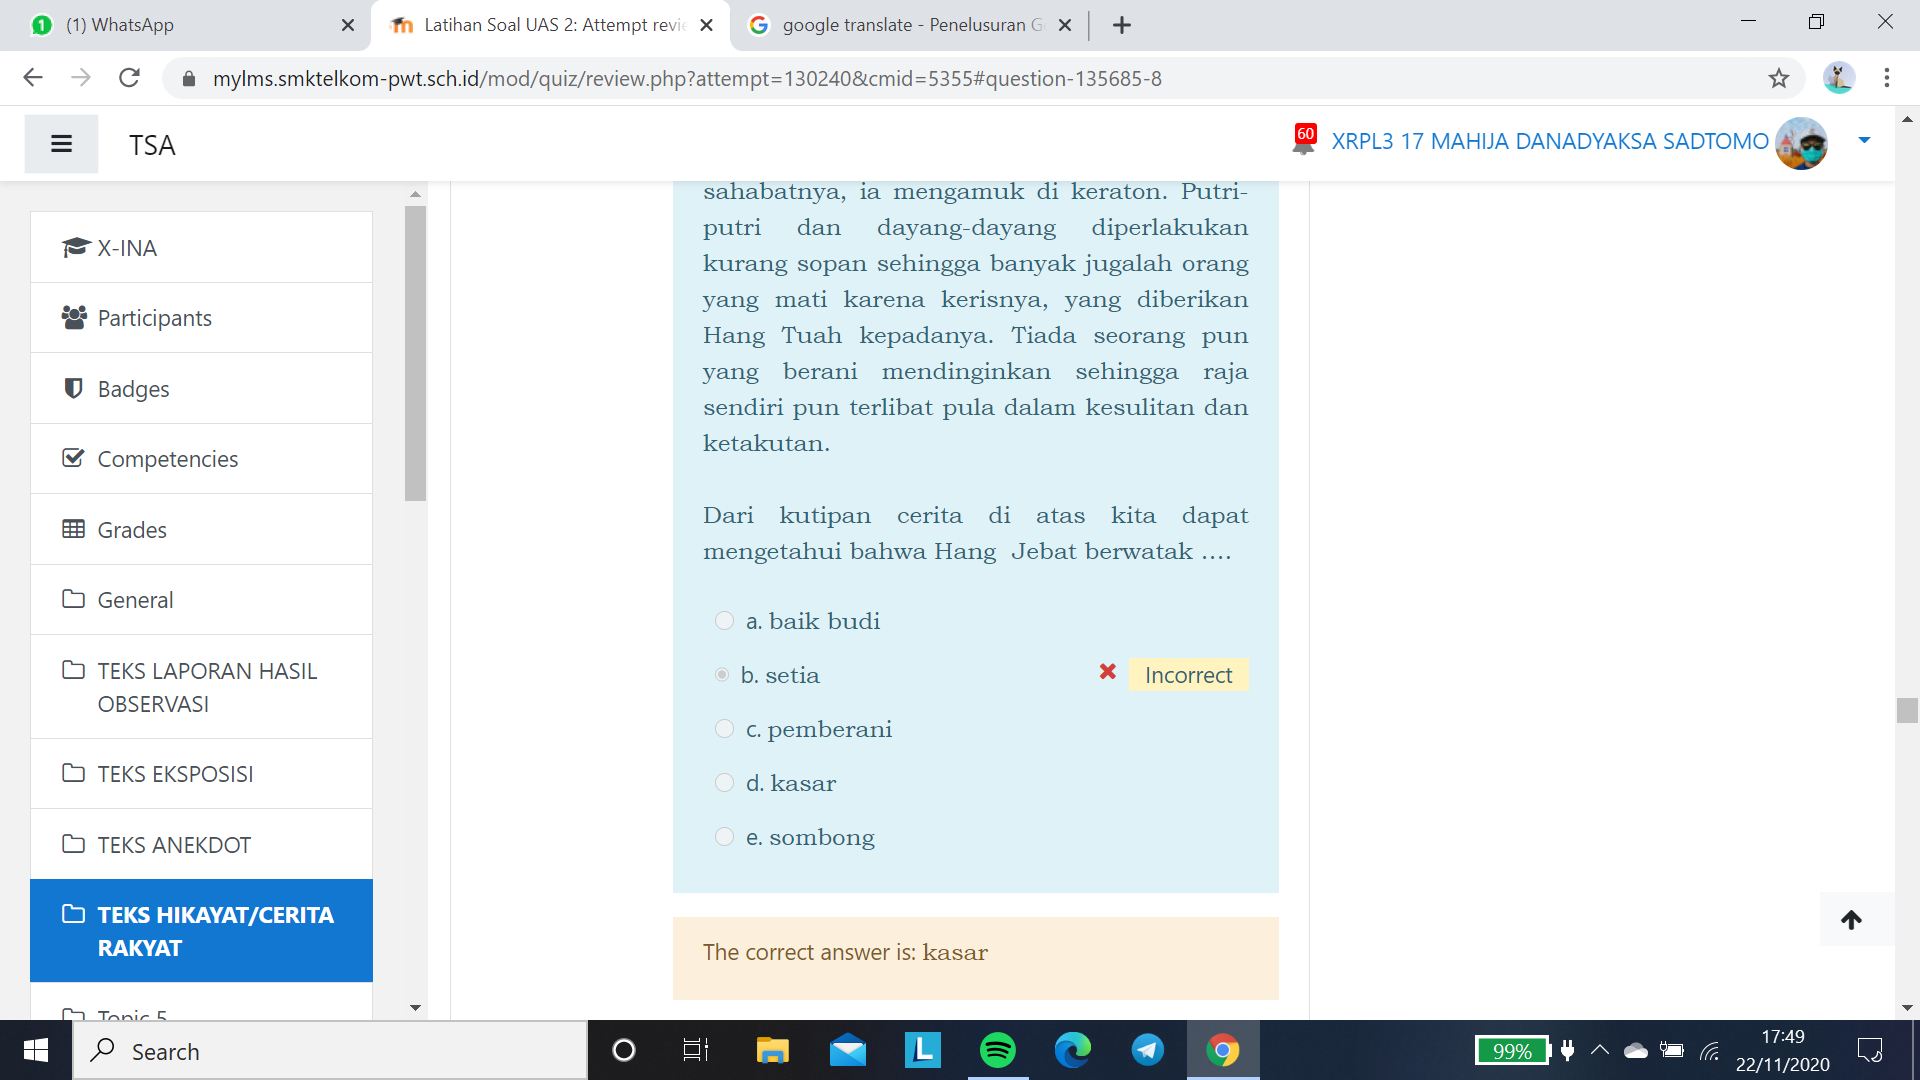 (1) WhatsApp
Latihan Soal UAS 2: Attempt revie
google translate - Penelusuran G
mylms.smktelkom-pwt.sch.id/mod/quiz/review.php?attempt=130240&cmid=5355#question-135685-8
TSA
60
XRPL3 17 MAHIJA DANADYAKSA SADTOMO
X-INA
Participants
Badges
Competencies
Grades
General
TEKS LAPORAN HASIL
OBSERVASI
TEKS EKSPOSISI
TEKS ANEKDOT
TEKS HIKAYAT/CERITA
RAKYAT
Topic 5
sahabatnya, ia mengamuk di keraton. Putri-
putri dan dayang-dayang diperlakukan
kurang sopan sehingga banyak jugalah orang
yang mati karena kerisnya, yang diberikan
Hang Tuah kepadanya. Tiada seorang pun
yang berani mendinginkan sehingga raja
sendiri pun terlibat pula dalam kesulitan dan
ketakutan.
Dari kutipan cerita di atas kita dapat
mengetahui bahwa Hang Jebat berwatak ....
a. baik budi
b. setia
Incorrect
c. pemberani
d. kasar
e. sombong
The correct answer is: kasar
Search
99%
17:49
22/11/2020